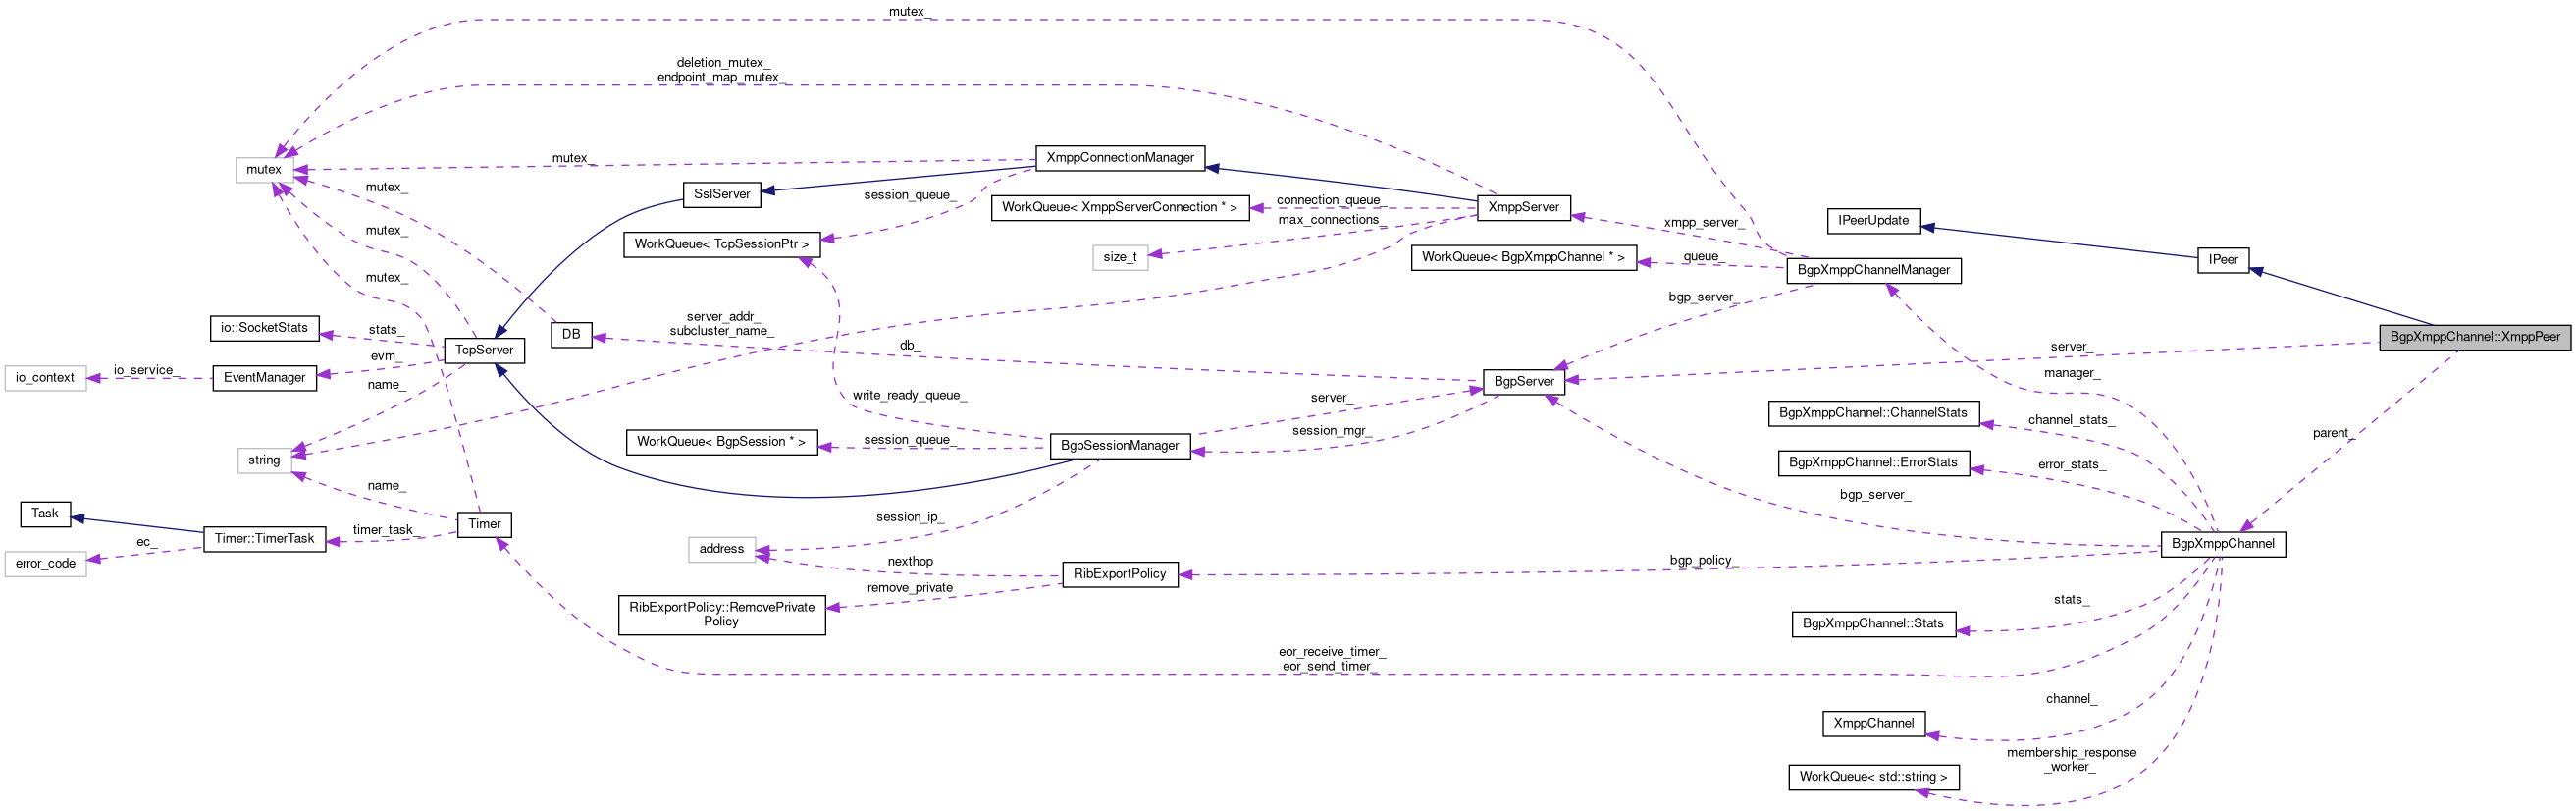 mutex_
deletion_mutex_
endpoint_map_mutex_
mutex_
XmppConnectionManager
mutex
mutex_
SslServer
session_queue_
WorkQueue< XmppServerConnection * >
connection_queue_
max_connections_
XmppServer
xmpp_server_
IPeerUpdate
mutex_
WorkQueue< TcpSessionPtr >
size_t
WorkQueue< BgpXmppChannel * >
queue_
BgpXmppChannelManager
IPeer
mutex_
bgp_server_
io::SocketStats
stats_
DB
server_addr_
subcluster_name_
TcpServer
evm_
db_
server_
BgpXmppChannel::XmppPeer
io_context
io_service_
EventManager
name_
BgpServer
manager_
write_ready_queue_
server_
BgpXmppChannel::ChannelStats
channel_stats_
session_mgr_
parent_
WorkQueue< BgpSession * >
session_queue_
BgpSessionManager
string
BgpXmppChannel::ErrorStats
error_stats_
name_
bgp_server_
Task
session_ip_
Timer
timer_task_
Timer::TimerTask
ec_
error_code
address
BgpXmppChannel
nexthop
bgp_policy_
RibExportPolicy
remove_private
RibExportPolicy::RemovePrivate
Policy
stats_
BgpXmppChannel::Stats
eor_receive_timer_
eor_send_timer_
channel_
XmppChannel
membership_response
_worker_
WorkQueue< std::string >